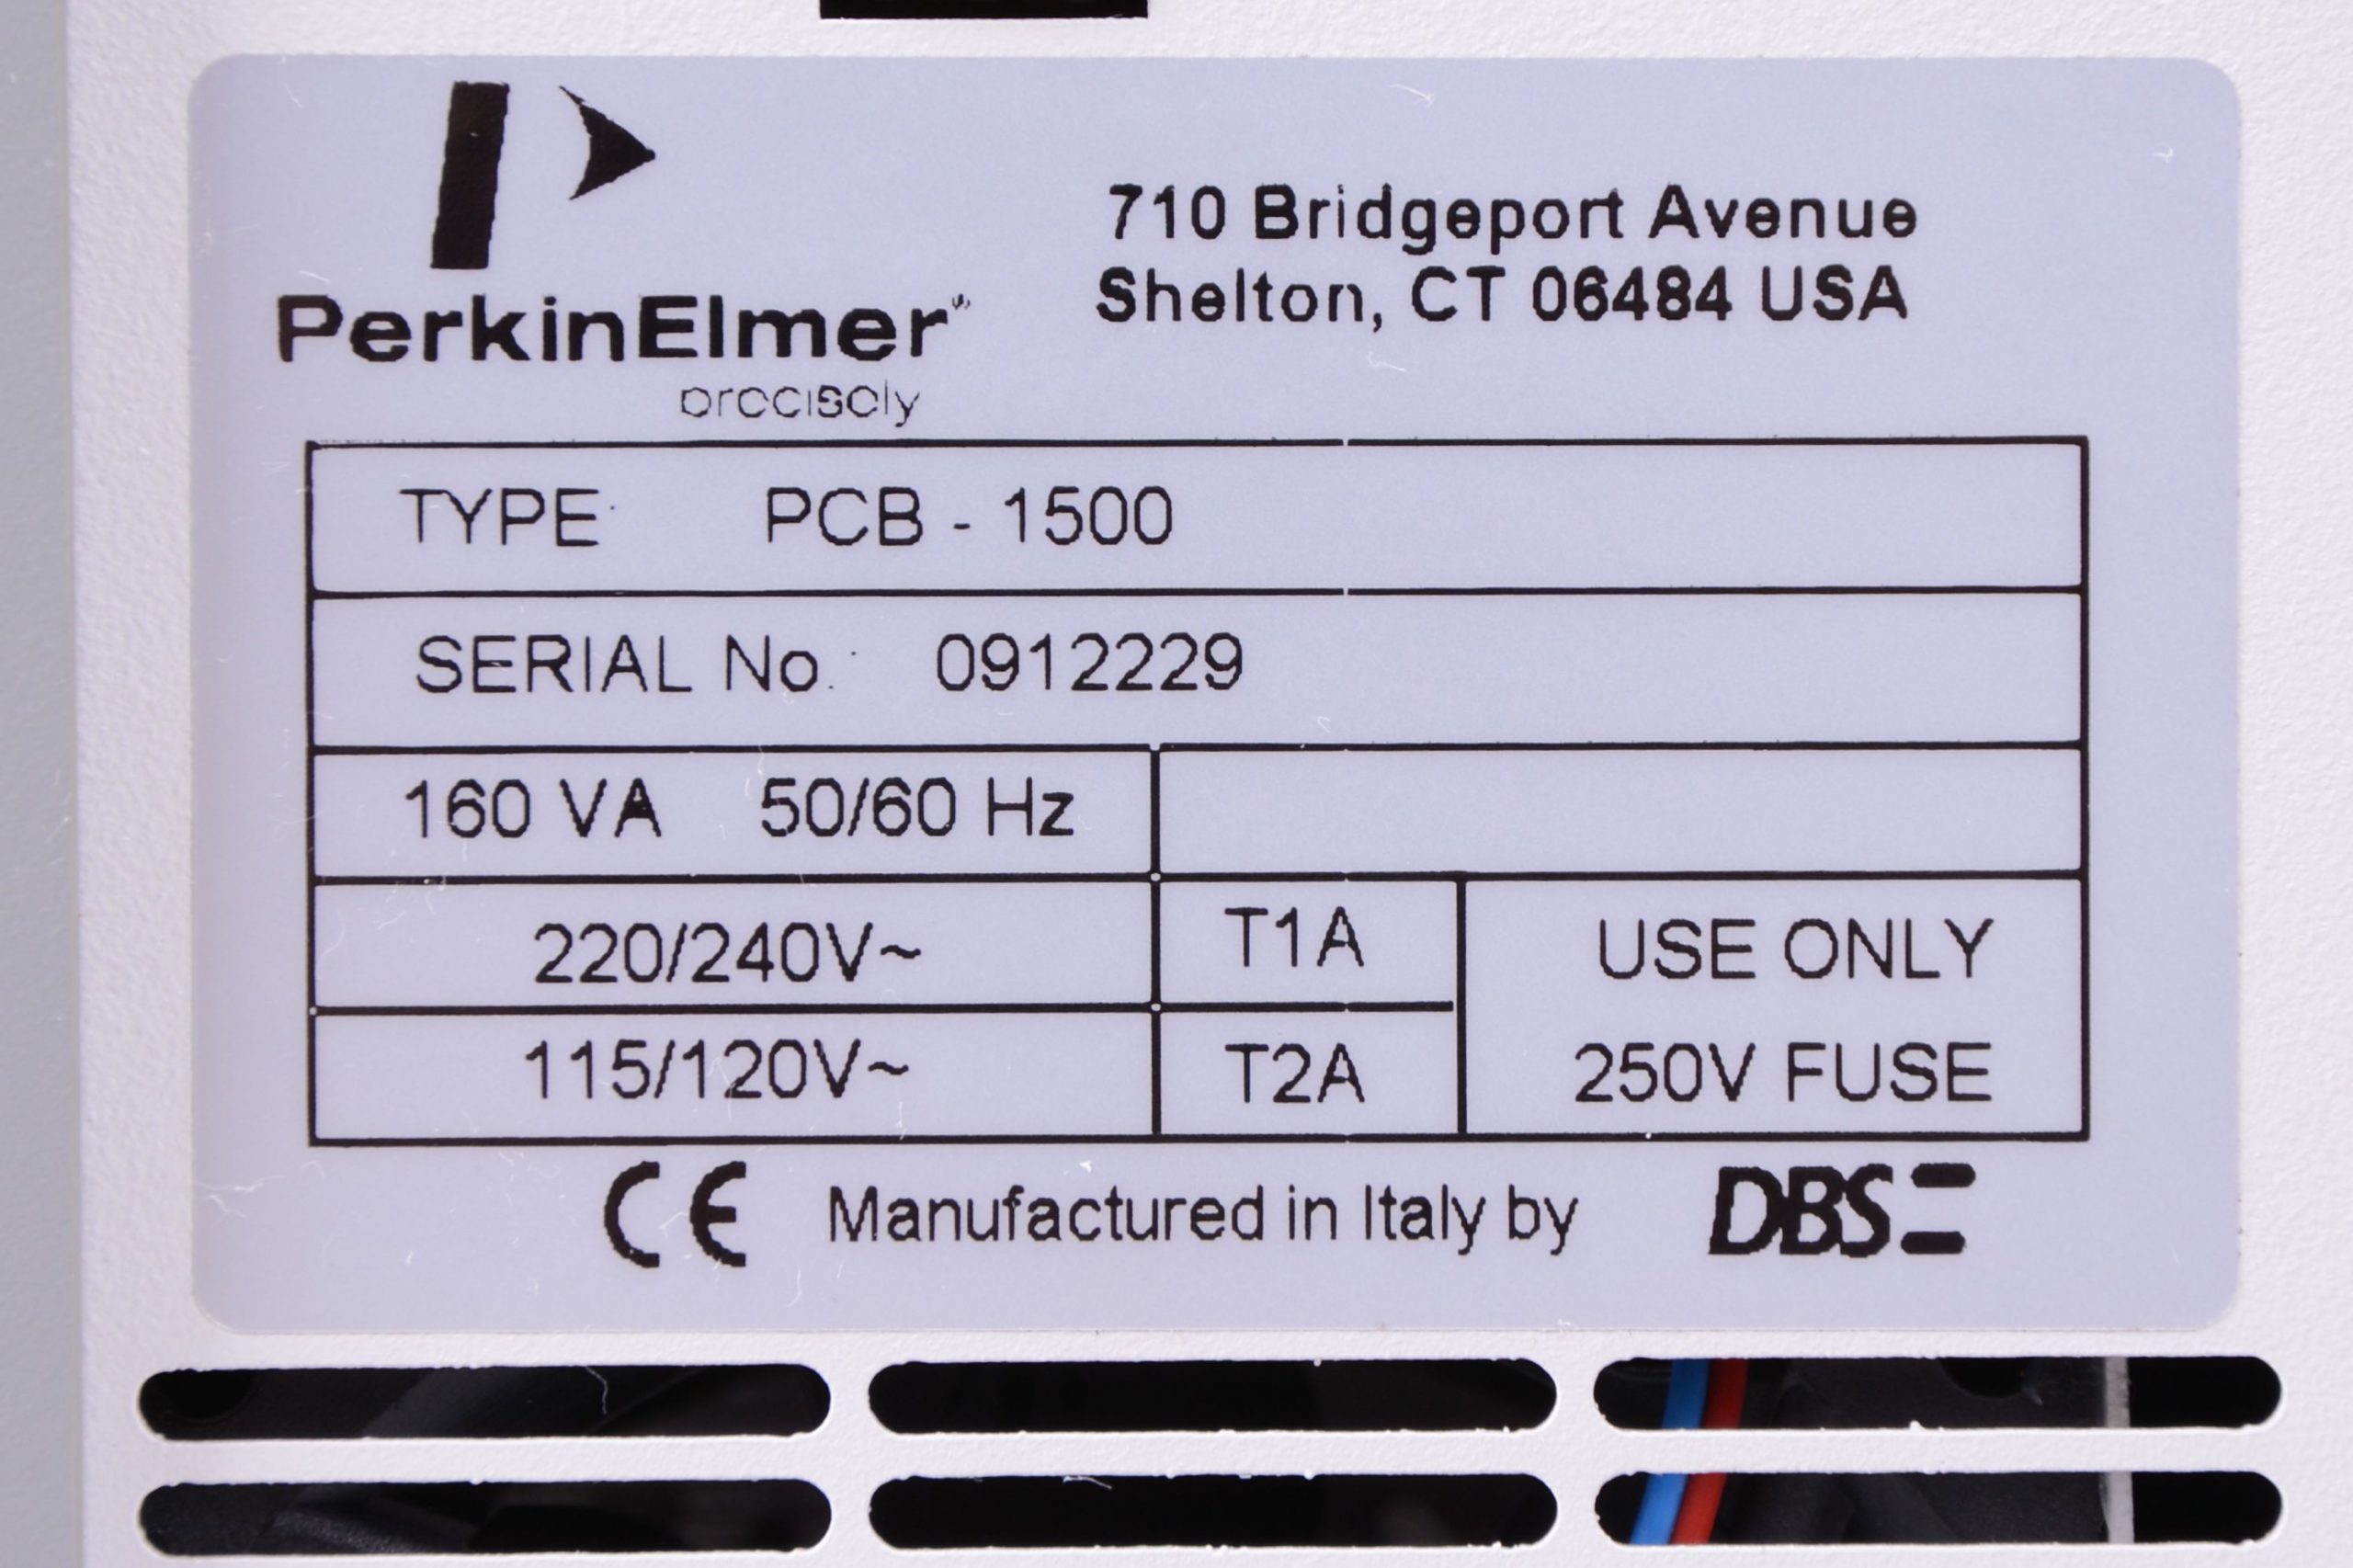 PerkinElmer
precisely
710 Bridgeport Avenue
Shelton, CT 06484 USA
TYPE: PCB - 1500
SERIAL No.: 0912229
160 VA 50/60 Hz
220/240V~ T1A
115/120V~ T2A
USE ONLY
250V FUSE
CE Manufactured in Italy by DBS